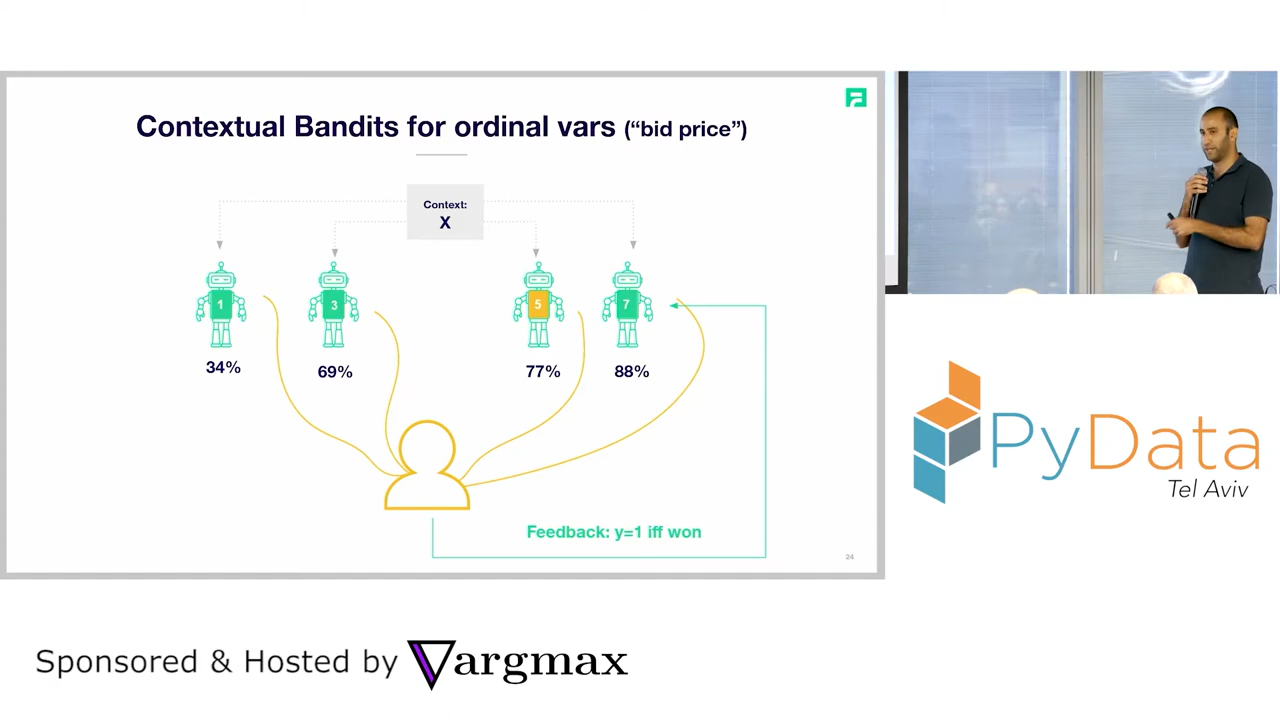 Contextual Bandits for ordinal vars (“bid price”)
Context:
X
1
3
5
7
34%
69%
77%
88%
Feedback: y=1 iff won
24
PyData
Tel Aviv
Sponsored & Hosted by argmax